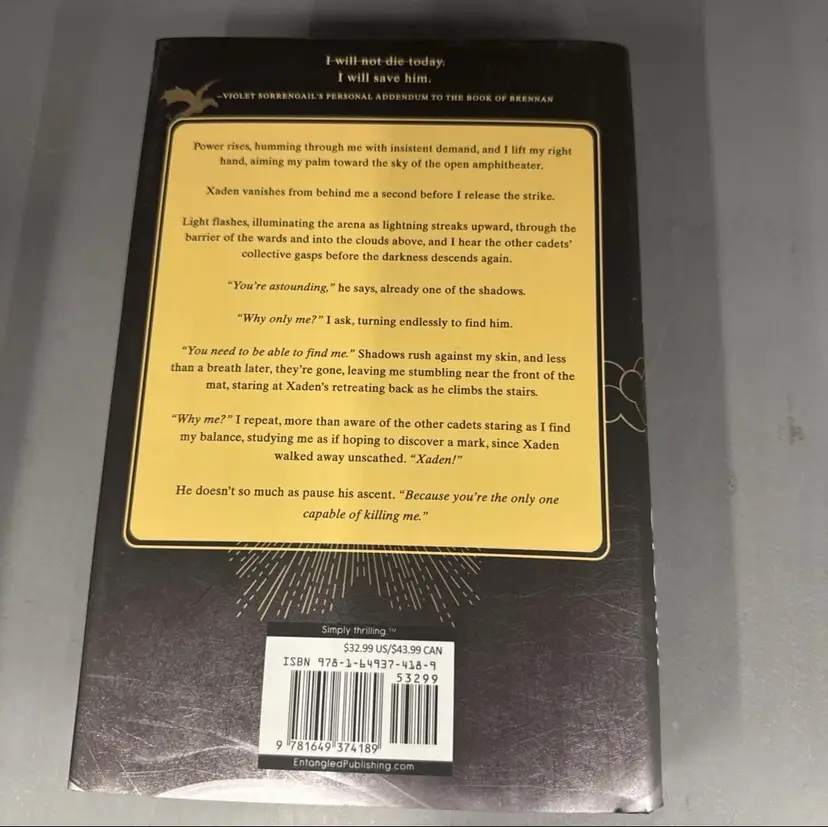 I will not die today.
I will save him.
—VIOLET SORRENGAIL'S PERSONAL ADDENDUM TO THE BOOK OF BRENNAN
Power rises, humming through me with insistent demand, and I lift my right
hand, aiming my palm toward the sky of the open amphitheater.
Xaden vanishes from behind me a second before I release the strike.
Light flashes, illuminating the arena as lightning streaks upward, through the
barrier of the wards and into the clouds above, and I hear the other cadets'
collective gasps before the darkness descends again.
"You're astounding," he says, already one of the shadows.
"Why only me?" I ask, turning endlessly to find him.
"You need to be able to find me." Shadows rush against my skin, and less
than a breath later, they're gone, leaving me stumbling near the front of the
mat, staring at Xaden's retreating back as he climbs the stairs.
"Why me?" I repeat, more than aware of the other cadets staring as I find
my balance, studying me as if hoping to discover a mark, since Xaden
walked away unscathed. "Xaden!"
He doesn't so much as pause his ascent. "Because you're the only one
capable of killing me."
Simply thrilling.™
$32.99 US/$43.99 CAN
ISBN 978-1-64937-418-9
53299
9 781649 374189
EntangledPublishing.com